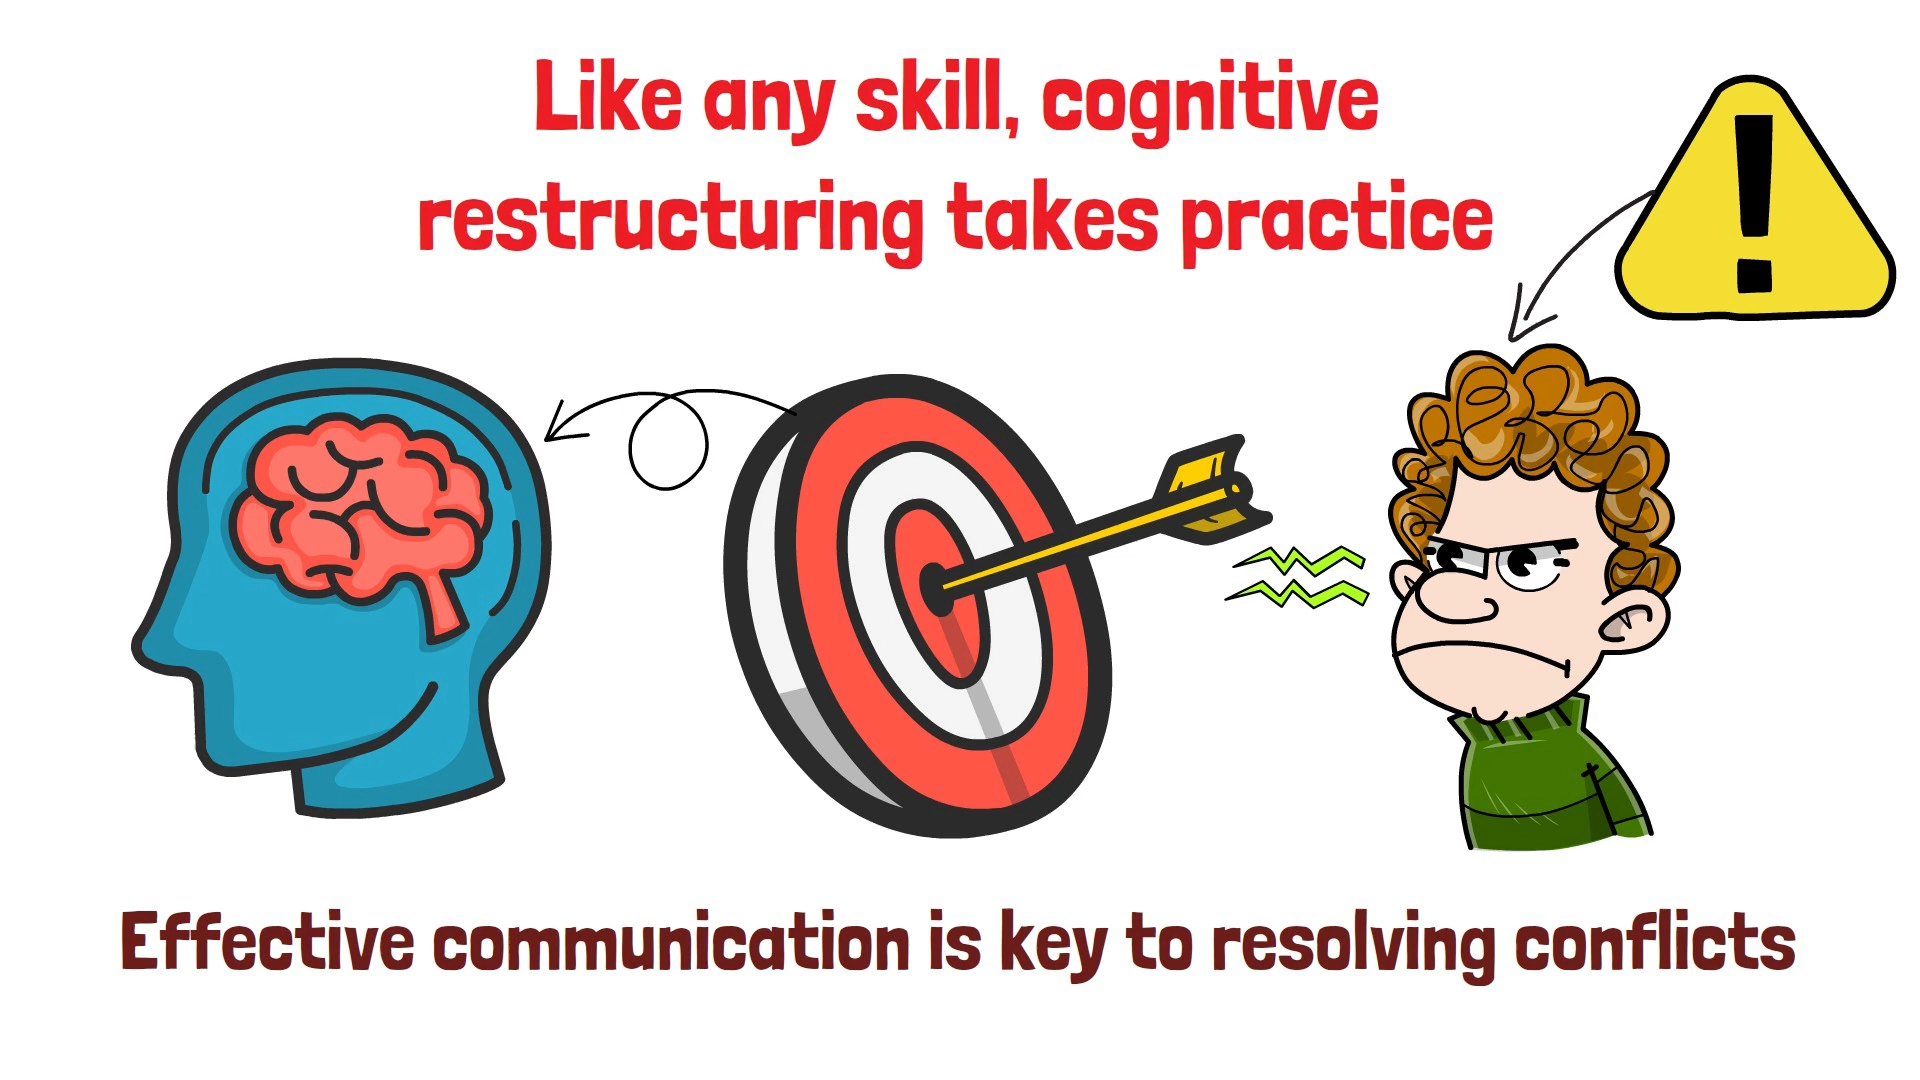 Like any skill, cognitive
restructuring takes practice
!
Effective communication is key to resolving conflicts